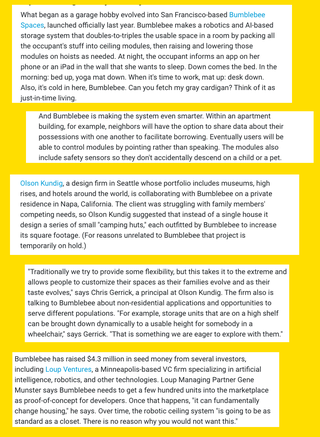 What began as a garage hobby evolved into San Francisco-based Bumblebee
Spaces, launched officially last year. Bumblebee makes a robotics and AI-based
storage system that doubles-to-triples the usable space in a room by packing all
the occupant's stuff into ceiling modules, then raising and lowering those
modules on hoists as needed. At night, the occupant informs an app on her
phone or an iPad in the wall that she wants to sleep. Down comes the bed. In the
morning: bed up, yoga mat down. When it's time to work, mat up: desk down.
Also, it's cold in here, Bumblebee. Can you fetch my gray cardigan? Think of it as
just-in-time living.
And Bumblebee is making the system even smarter. Within an apartment
building, for example, neighbors will have the option to share data about their
possessions with one another to facilitate borrowing. Eventually users will be
able to control modules by pointing rather than speaking. The modules also
include safety sensors so they don't accidentally descend on a child or a pet.
Olson Kundig, a design firm in Seattle whose portfolio includes museums, high
rises, and hotels around the world, is collaborating with Bumblebee on a private
residence in Napa, California. The client was struggling with family members'
competing needs, so Olson Kundig suggested that instead of a single house it
design a series of small "camping huts," each outfitted by Bumblebee to increase
its square footage. (For reasons unrelated to Bumblebee that project is
temporarily on hold.)
"Traditionally we try to provide some flexibility, but this takes it to the extreme and
allows people to customize their spaces as their families evolve and as their
taste evolves," says Chris Gerrick, a principal at Olson Kundig. The firm also is
talking to Bumblebee about non-residential applications and opportunities to
serve different populations. "For example, storage units that are on a high shelf
can be brought down dynamically to a usable height for somebody in a
wheelchair," says Gerrick. "That is something we are eager to explore with them."
Bumblebee has raised $4.3 million in seed money from several investors,
including Loup Ventures, a Minneapolis-based VC firm specializing in artificial
intelligence, robotics, and other technologies. Loup Managing Partner Gene
Munster says Bumblebee needs to get a few hundred units into the marketplace
as proof-of-concept for developers. Once that happens, "it can fundamentally
change housing," he says. Over time, the robotic ceiling system "is going to be as
standard as a closet. There is no reason why you would not want this."